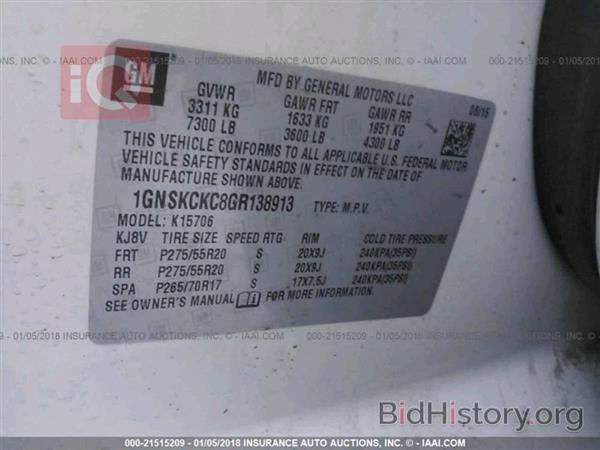 GM
iQ
MFD BY GENERAL MOTORS LLC
GVWR GAWR FRT GAWR RR 08/15
3311 KG 1633 KG 1951 KG
7300 LB 3600 LB 4300 LB
THIS VEHICLE CONFORMS TO ALL APPLICABLE U.S. FEDERAL MOTOR
VEHICLE SAFETY STANDARDS IN EFFECT ON THE DATE OF
MANUFACTURE SHOWN ABOVE.
1GNSKCKC8GR138913 TYPE: M.P.V.
MODEL: K15706
KJ8V TIRE SIZE SPEED RTG RIM COLD TIRE PRESSURE
FRT P275/55R20 S 20X9J 240KPA(35PSI)
RR P275/55R20 S 20X9J 240KPA(35PSI)
SPA P265/70R17 S 17X7.5J 240KPA(35PSI)
SEE OWNER'S MANUAL FOR MORE INFORMATION.
BidHistory.org
000-21515209 - 01/05/2018 INSURANCE AUTO AUCTIONS, INC. - © IAAI.COM